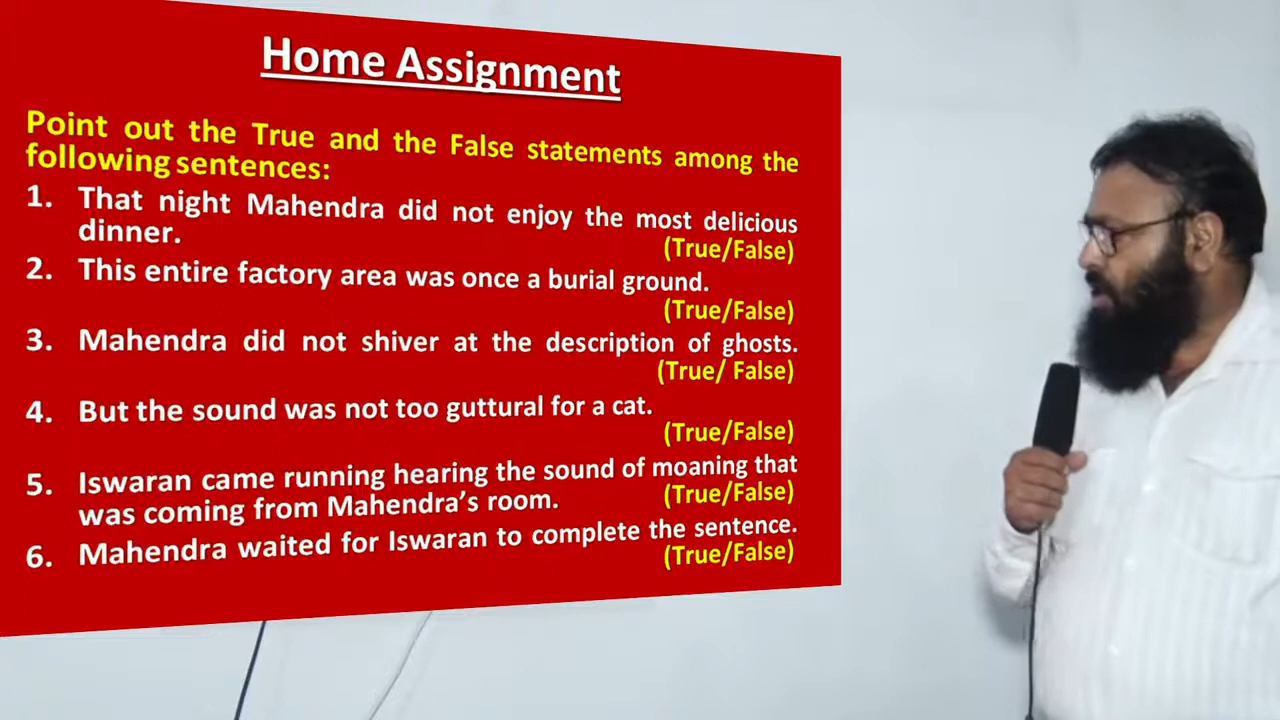 Home Assignment
Point out the True and the False statements among the
following sentences:
1. That night Mahendra did not enjoy the most delicious
dinner. (True/False)
2. This entire factory area was once a burial ground.
(True/False)
3. Mahendra did not shiver at the description of ghosts.
(True/ False)
4. But the sound was not too guttural for a cat.
(True/False)
5. Iswaran came running hearing the sound of moaning that
was coming from Mahendra’s room. (True/False)
6. Mahendra waited for Iswaran to complete the sentence.
(True/False)